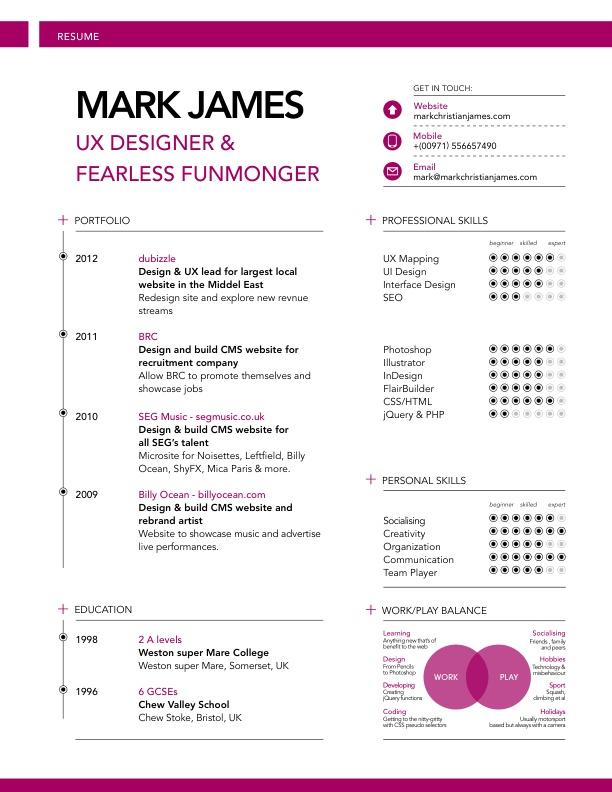 RESUME
MARK JAMES
UX DESIGNER &
FEARLESS FUNMONGER
GET IN TOUCH:
Website
markchristianjames.com
Mobile
+(00971) 556657490
Email
mark@markchristianjames.com
PORTFOLIO
2012
dubizzle
Design & UX lead for largest local
website in the Middel East
Redesign site and explore new revnue
streams
2011
BRC
Design and build CMS website for
recruitment company
Allow BRC to promote themselves and
showcase jobs
2010
SEG Music - segmusic.co.uk
Design & build CMS website for
all SEG's talent
Microsite for Noisettes, Leftfield, Billy
Ocean, ShyFX, Mica Paris & more.
2009
Billy Ocean - billyocean.com
Design & build CMS website and
rebrand artist
Website to showcase music and advertise
live performances.
EDUCATION
1998
2 A levels
Weston super Mare College
Weston super Mare, Somerset, UK
1996
6 GCSEs
Chew Valley School
Chew Stoke, Bristol, UK
PROFESSIONAL SKILLS
beginner skilled expert
UX Mapping
UI Design
Interface Design
SEO
Photoshop
Illustrator
InDesign
FlairBuilder
CSS/HTML
jQuery & PHP
PERSONAL SKILLS
beginner skilled expert
Socialising
Creativity
Organization
Communication
Team Player
WORK/PLAY BALANCE
Learning
Anything new that's of
benefit to the web
Design
From Pencils
to Photoshop
Developing
Creating
jQuery functions
Coding
Getting to the nitty-gritty
with CSS pseudo selectors
WORK
PLAY
Socialising
Friends , family
and peers
Hobbies
Technology &
misbehaviour
Sport
Squash,
climbing et al
Holidays
Usually motorsport
based but always with a camera